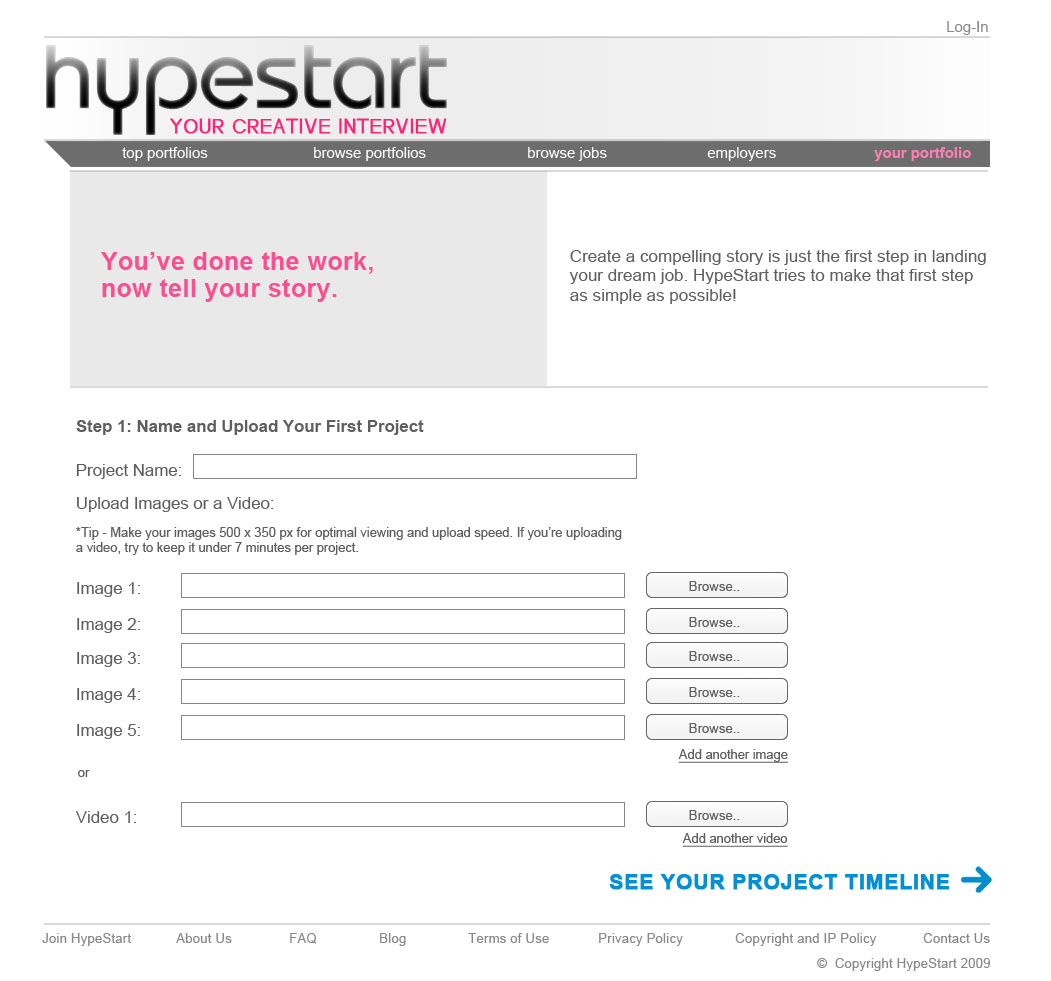 Log-In
hypestart
YOUR CREATIVE INTERVIEW
top portfolios browse portfolios browse jobs employers your portfolio
You've done the work,
now tell your story.
Create a compelling story is just the first step in landing
your dream job. HypeStart tries to make that first step
as simple as possible!
Step 1: Name and Upload Your First Project
Project Name:
Upload Images or a Video:
*Tip - Make your images 500 x 350 px for optimal viewing and upload speed. If you're uploading
a video, try to keep it under 7 minutes per project.
Image 1: Browse..
Image 2: Browse..
Image 3: Browse..
Image 4: Browse..
Image 5: Browse..
Add another image
or
Video 1: Browse..
Add another video
SEE YOUR PROJECT TIMELINE
Join HypeStart About Us FAQ Blog Terms of Use Privacy Policy Copyright and IP Policy Contact Us
© Copyright HypeStart 2009